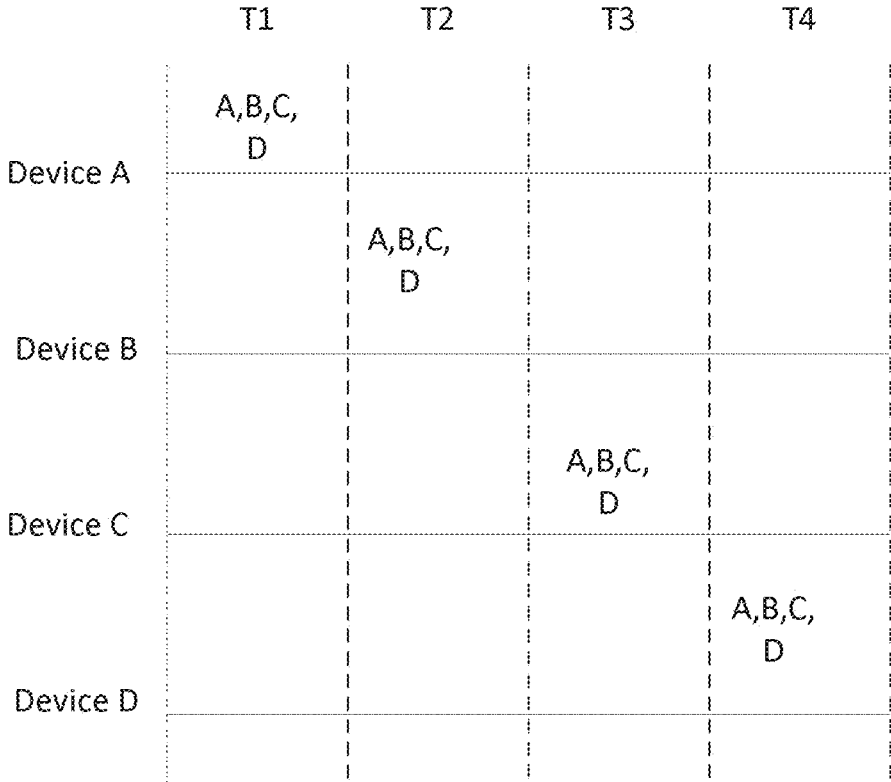 T1 T2 T3 T4
A,B,C,
D
Device A
A,B,C,
D
Device B
A,B,C,
D
Device C
A,B,C,
D
Device D